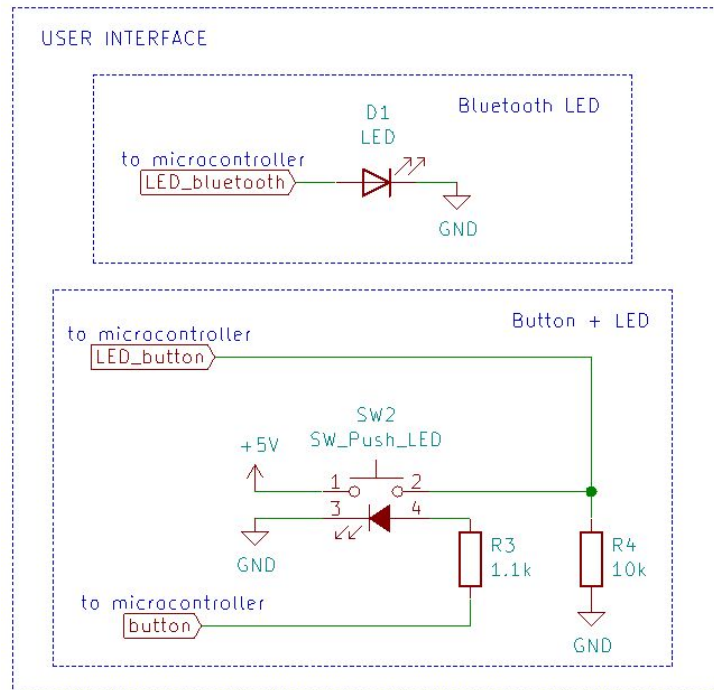 USER INTERFACE
Bluetooth LED
D1
LED
to microcontroller
LED_bluetooth
GND
Button + LED
to microcontroller
LED_button
SW2
SW_Push_LED
+5V
1 2
3 4
GND
R3
1.1k
R4
10k
to microcontroller
button
GND